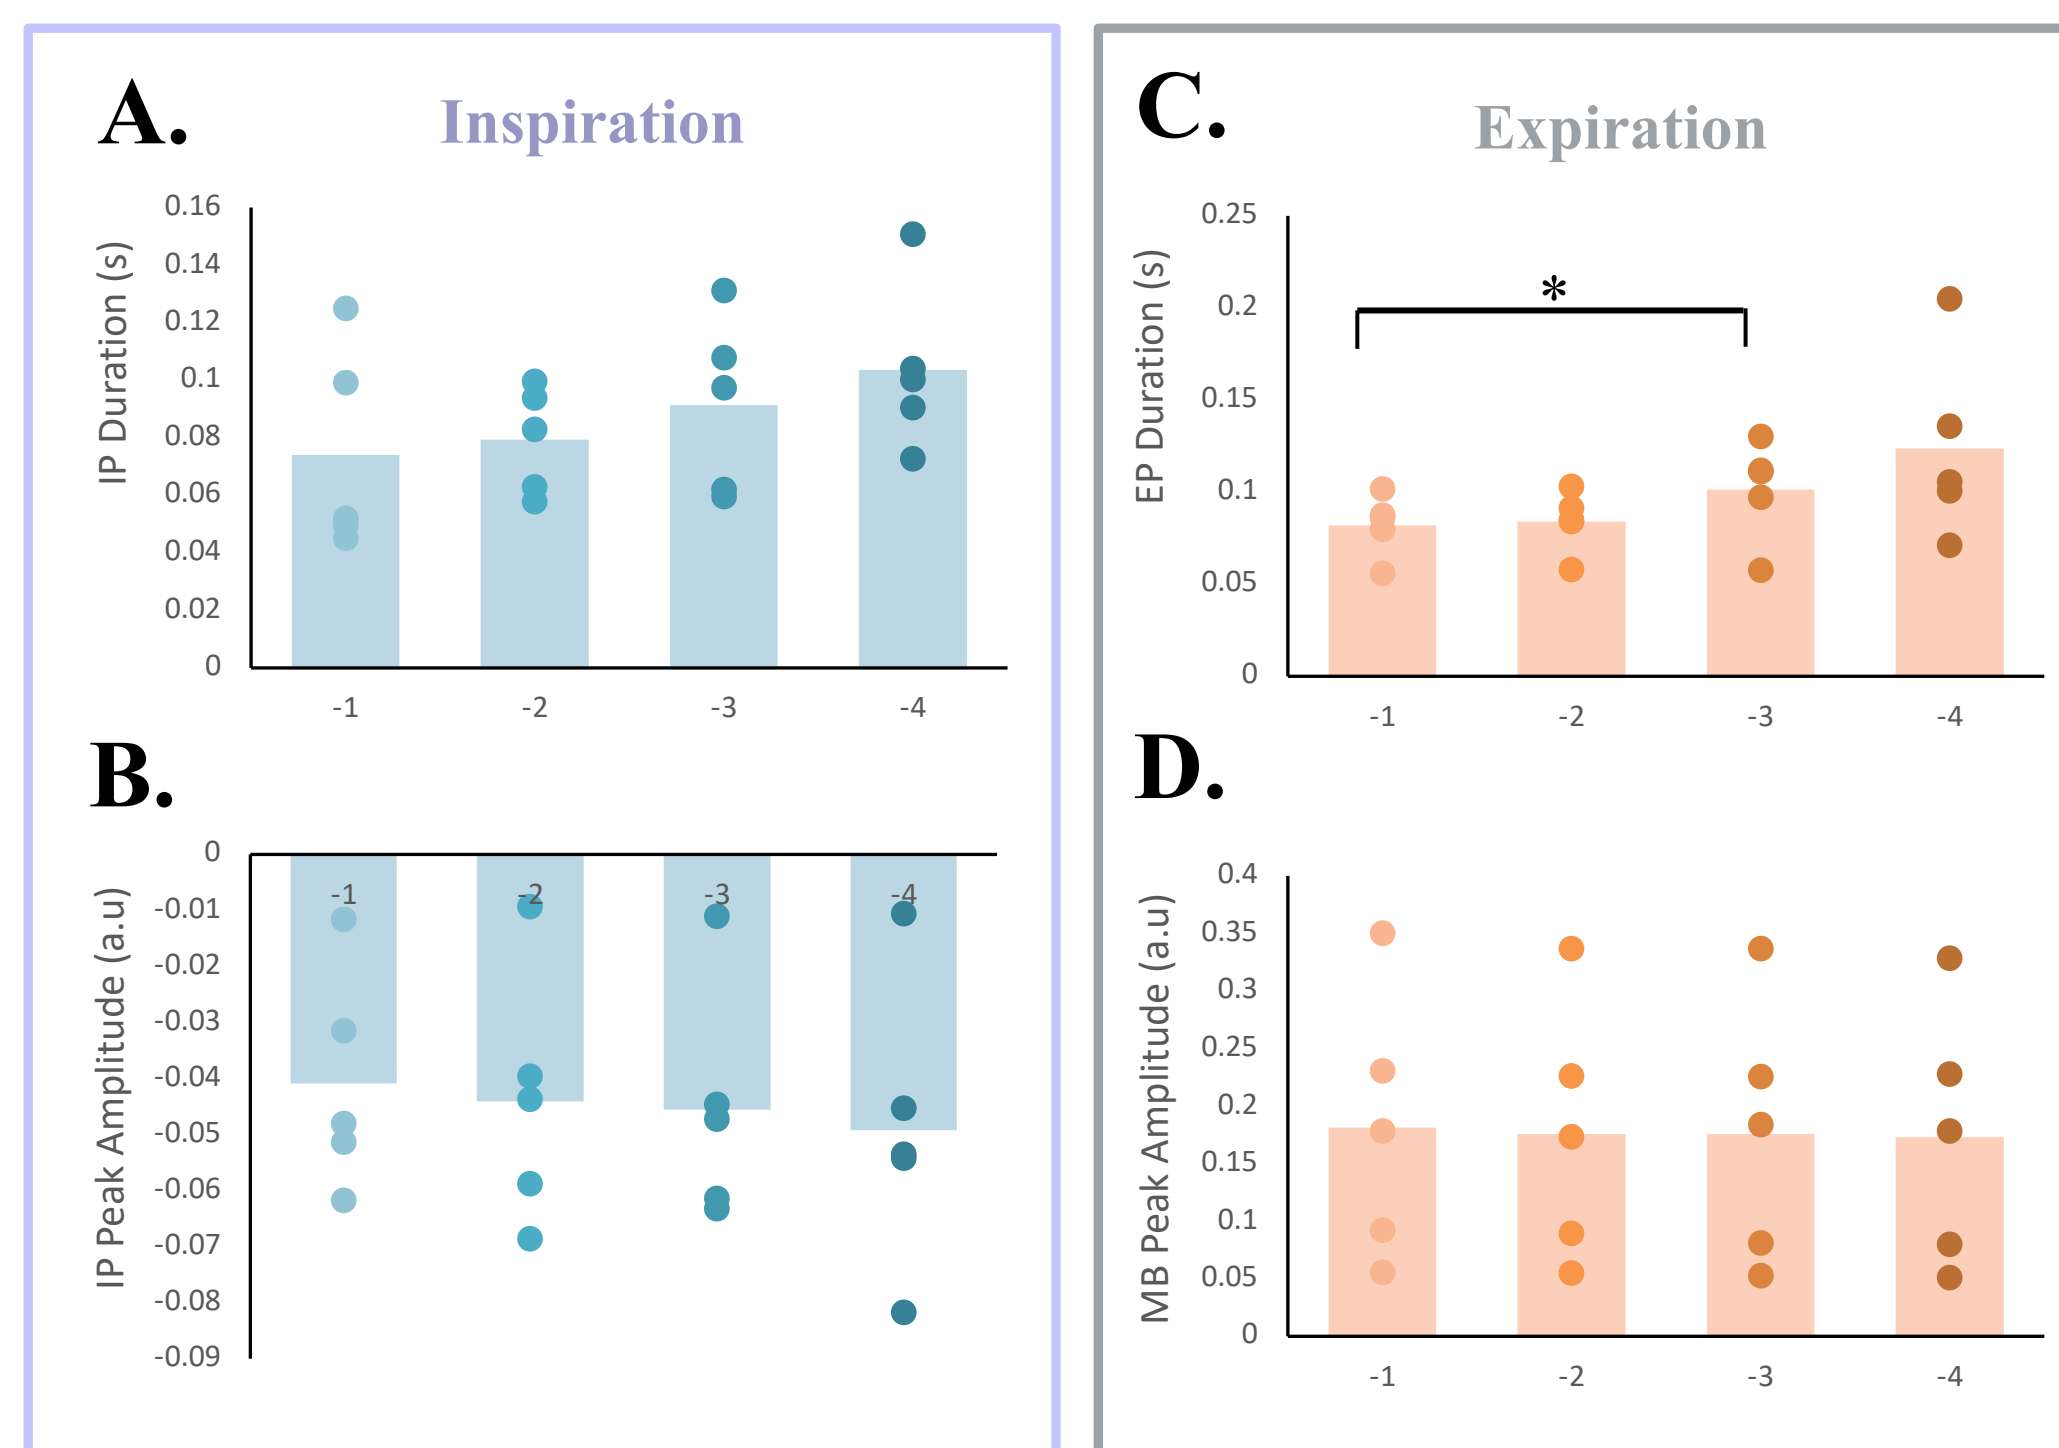 A.
Inspiration
IP Duration (s)
0.16
0.14
0.12
0.1
0.08
0.06
0.04
0.02
0
-1 -2 -3 -4
B.
IP Peak Amplitude (a.u)
0
-1 -2 -3 -4
-0.01
-0.02
-0.03
-0.04
-0.05
-0.06
-0.07
-0.08
-0.09
C.
Expiration
EP Duration (s)
0.25
0.2
0.15
0.1
0.05
0
*
-1 -2 -3 -4
D.
MB Peak Amplitude (a.u)
0.4
0.35
0.3
0.25
0.2
0.15
0.1
0.05
0
-1 -2 -3 -4